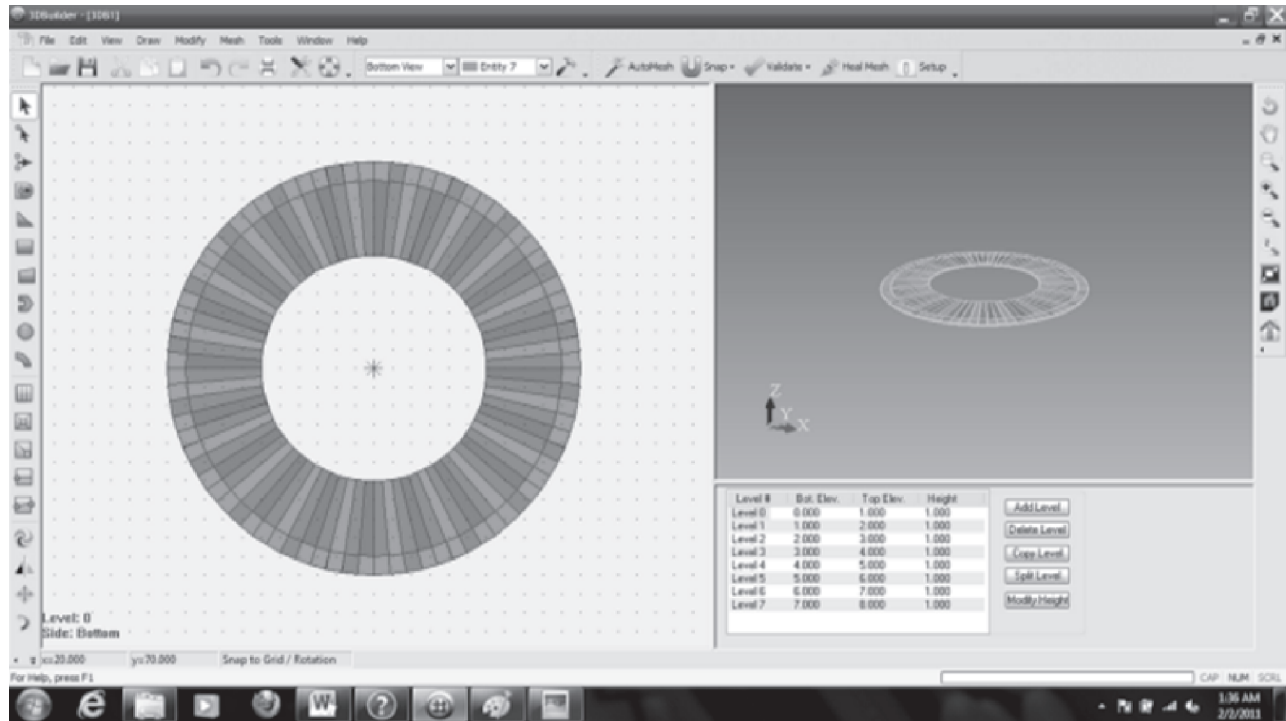 3DBuilder - [3DB1]
File Edit View Draw Modify Mesh Tools Window Help
Bottom View Entity 7 AutoMesh Snap Validate Heal Mesh Setup
Z
Y
X
Level # Bot. Elev. Top Elev. Height
Level 0 0.000 1.000 1.000
Level 1 1.000 2.000 1.000
Level 2 2.000 3.000 1.000
Level 3 3.000 4.000 1.000
Level 4 4.000 5.000 1.000
Level 5 5.000 6.000 1.000
Level 6 6.000 7.000 1.000
Level 7 7.000 8.000 1.000
Add Level
Delete Level
Copy Level
Split Level
Modify Height
Level: 0
Side: Bottom
x=20.000 y=70.000 Snap to Grid / Rotation
For Help, press F1
CAP NUM SCRL
1:36 AM
2/2/2011